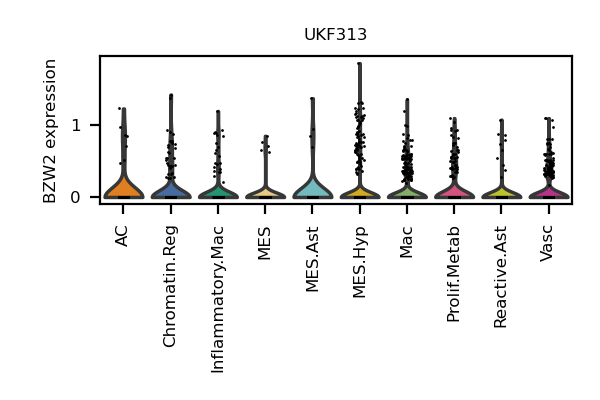 UKF313
BZW2 expression
1
0
AC
Chromatin.Reg
Inflammatory.Mac
MES
MES.Ast
MES.Hyp
Mac
Prolif.Metab
Reactive.Ast
Vasc